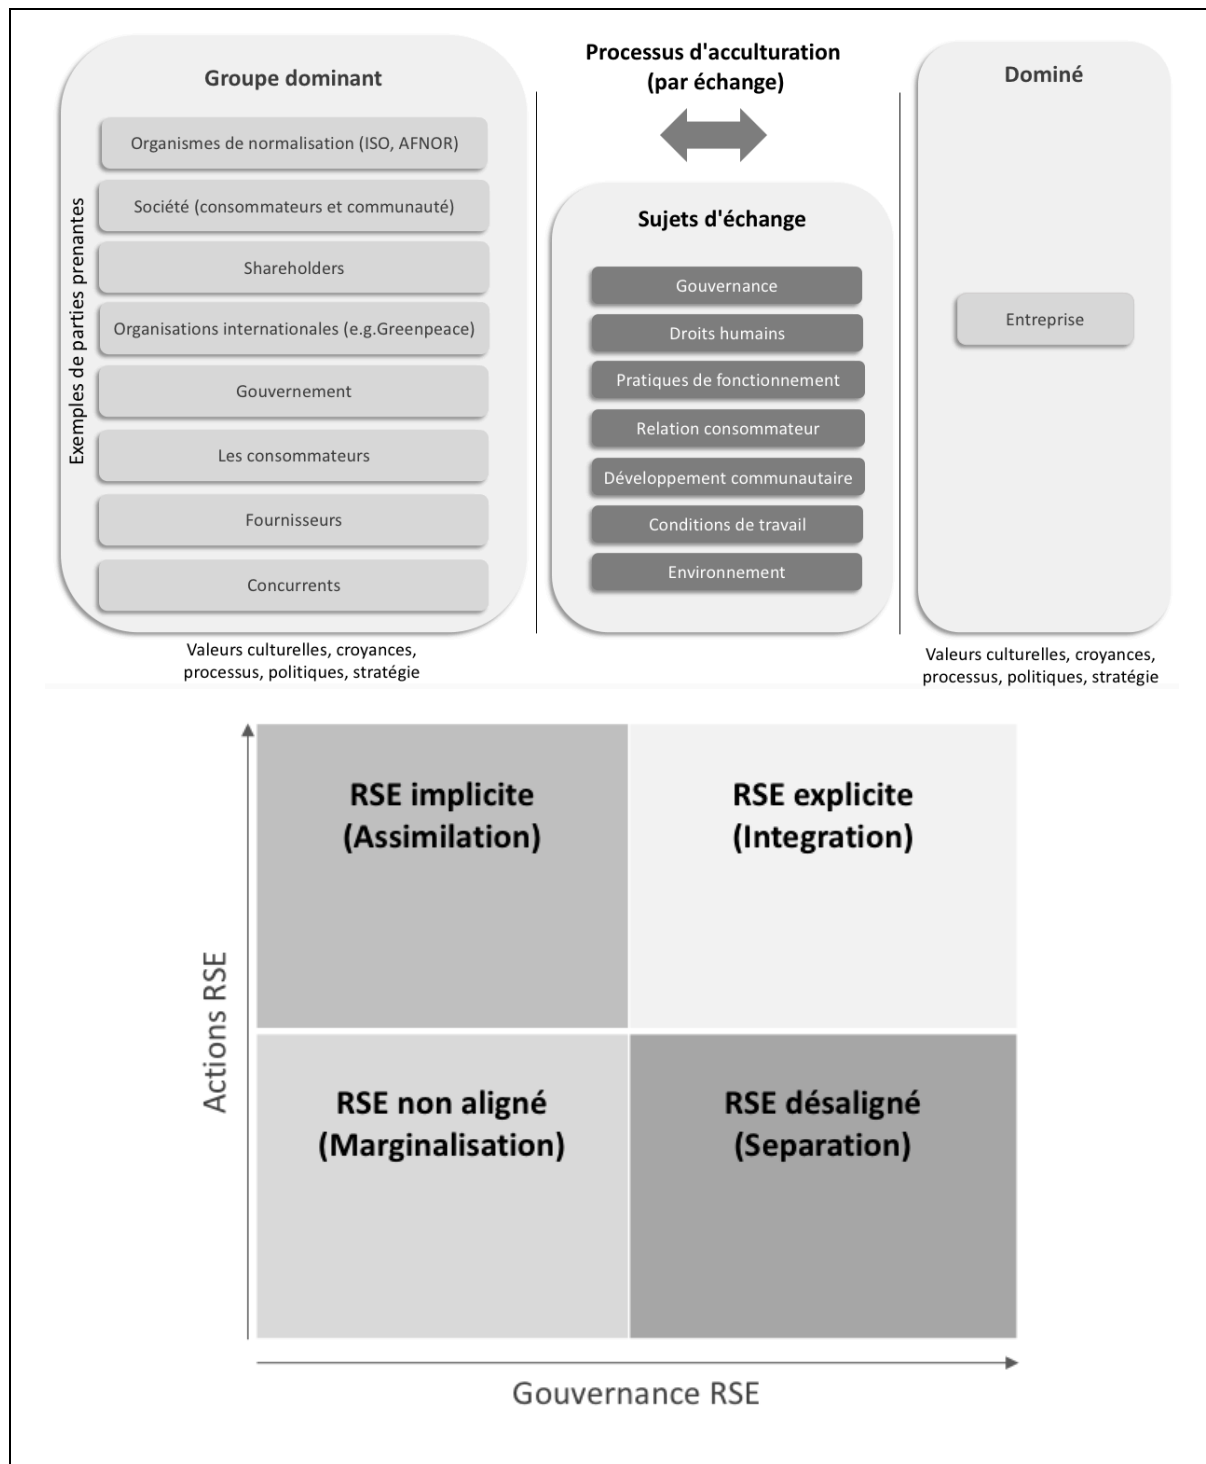 Groupe dominant
Exemples de parties prenantes
Organismes de normalisation (ISO, AFNOR)
Société (consommateurs et communauté)
Shareholders
Organisations internationales (e.g.Greenpeace)
Gouvernement
Les consommateurs
Fournisseurs
Concurrents
Valeurs culturelles, croyances,
processus, politiques, stratégie
Processus d'acculturation
(par échange)
Sujets d'échange
Gouvernance
Droits humains
Pratiques de fonctionnement
Relation consommateur
Développement communautaire
Conditions de travail
Environnement
Dominé
Entreprise
Valeurs culturelles, croyances,
processus, politiques, stratégie
Actions RSE
RSE implicite
(Assimilation)
RSE explicite
(Integration)
RSE non aligné
(Marginalisation)
RSE désaligné
(Separation)
Gouvernance RSE